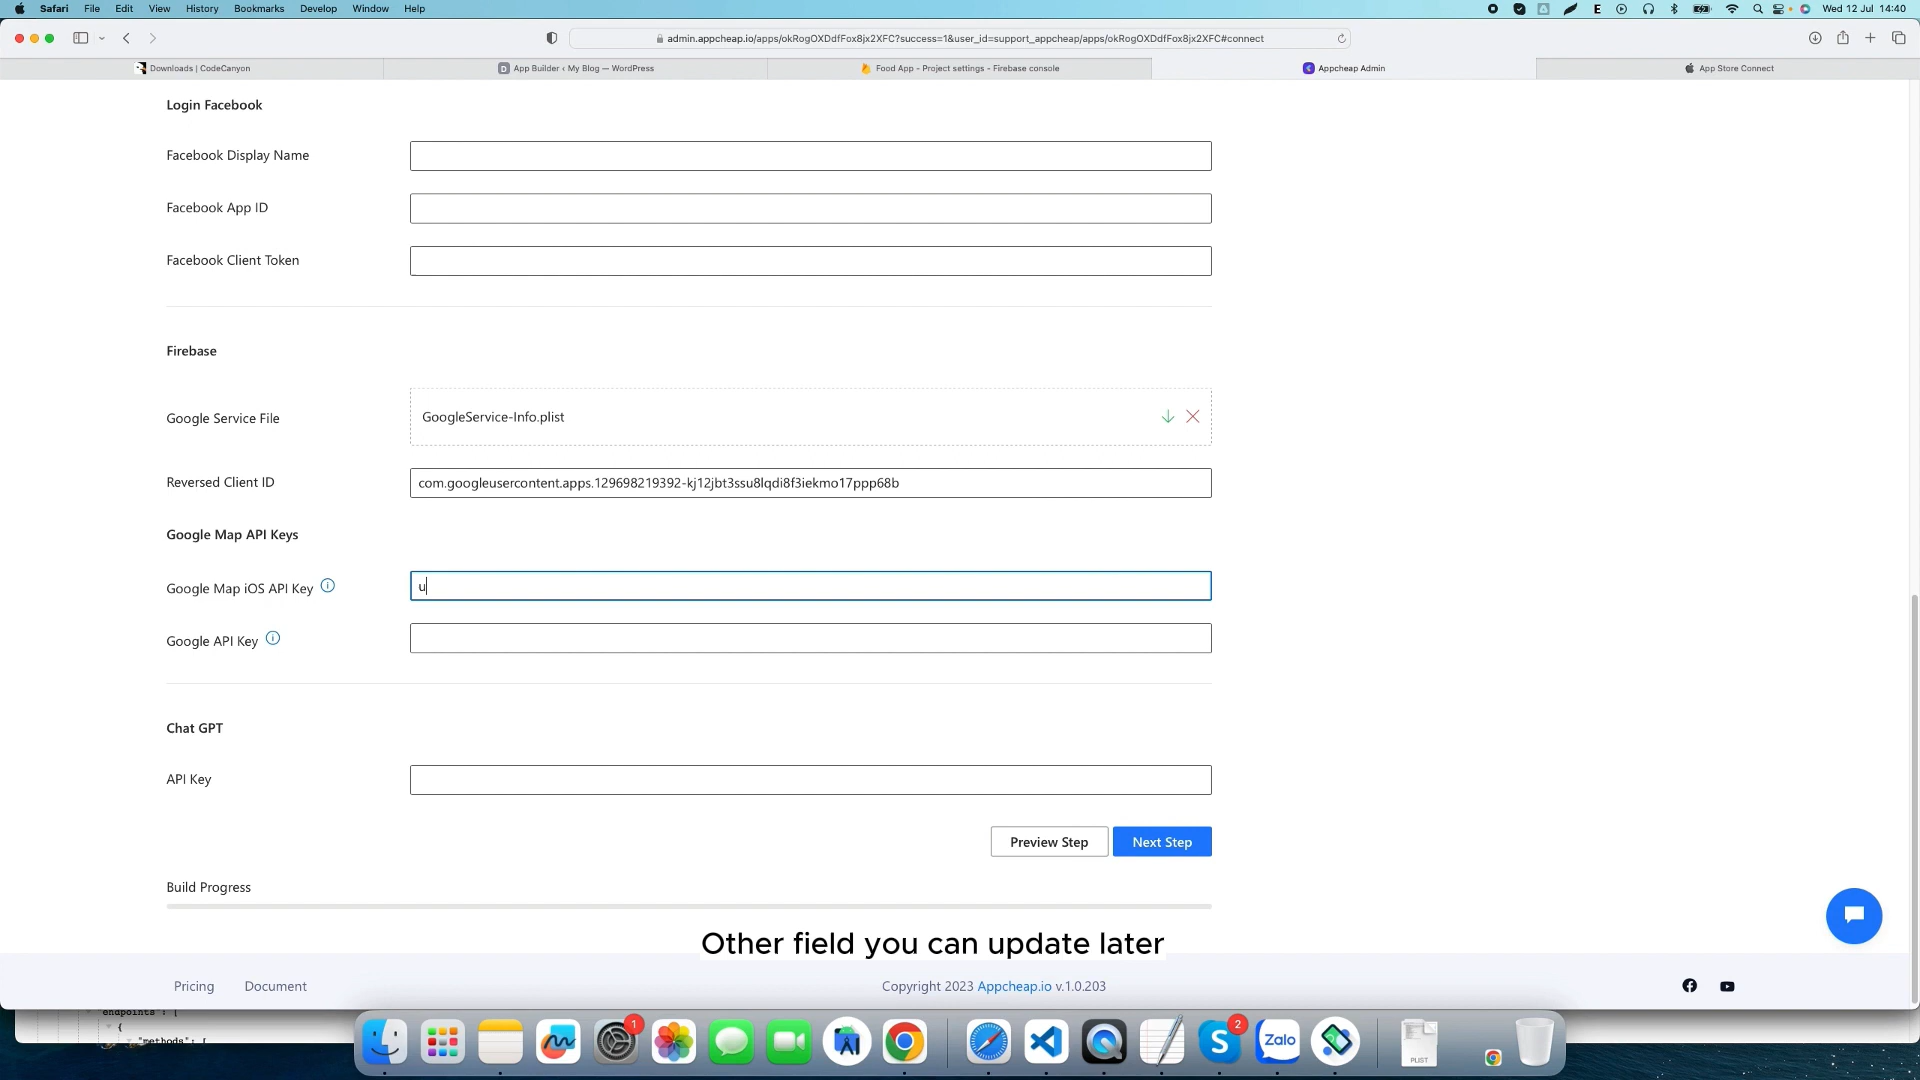 Safari File Edit View History Bookmarks Develop Window Help
E
Wed 12 Jul 14:40
admin.appcheap.io/apps/okRogOXDdfFox8jx2XFC?success=1&user_id=support_appcheap/apps/okRogOXDdfFox8jx2XFC#connect
Downloads | CodeCanyon
App Builder ‹ My Blog — WordPress
Food App - Project settings - Firebase console
Appcheap Admin
App Store Connect
Login Facebook
Facebook Display Name
Facebook App ID
Facebook Client Token
Firebase
Google Service File
GoogleService-Info.plist
Reversed Client ID
com.googleusercontent.apps.129698219392-kj12jbt3ssu8lqdi8f3iekmo17ppp68b
Google Map API Keys
Google Map iOS API Key
u
Google API Key
Chat GPT
API Key
Preview Step
Next Step
Build Progress
Other field you can update later
Pricing
Document
Copyright 2023 Appcheap.io v.1.0.203
endpoints": [
{
"methods": [
1
2
S
Zalo
PLIST